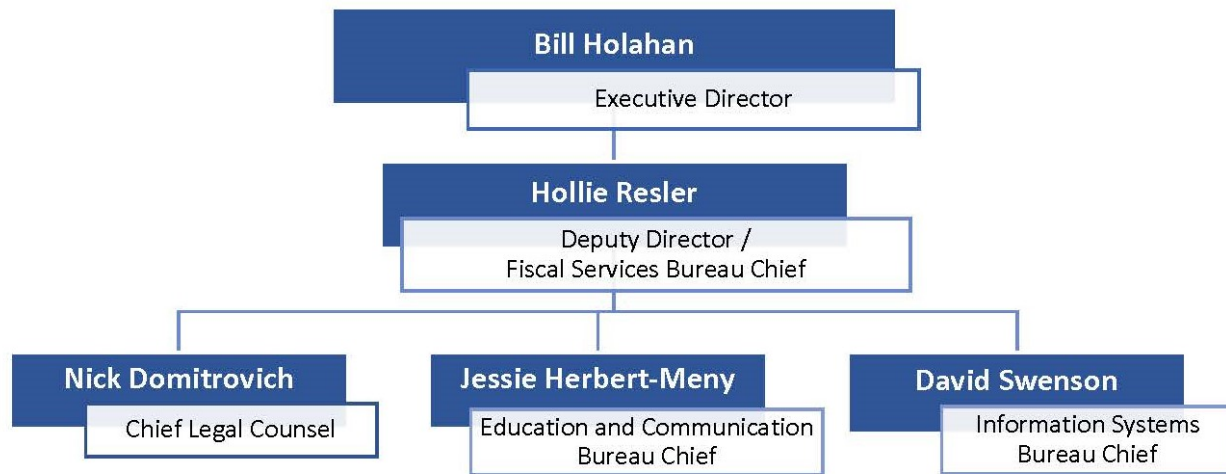 Bill Holahan
Executive Director
Hollie Resler
Deputy Director /
Fiscal Services Bureau Chief
Nick Domitrovich
Chief Legal Counsel
Jessie Herbert-Meny
Education and Communication
Bureau Chief
David Swenson
Information Systems
Bureau Chief